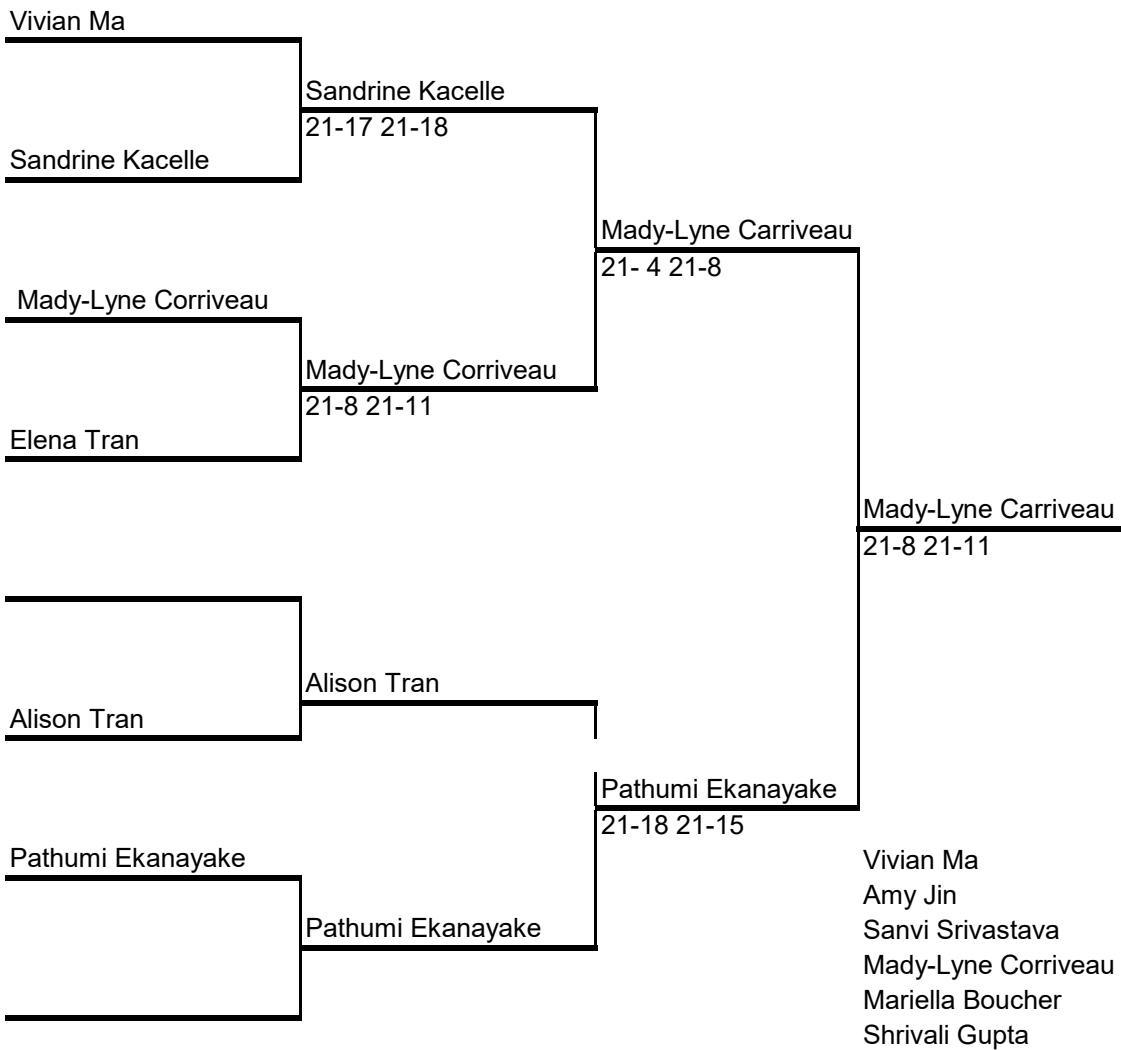 Vivian Ma
Sandrine Kacelle
21-17 21-18
Sandrine Kacelle
Mady-Lyne Carriveau
21- 4 21-8
Mady-Lyne Corriveau
Mady-Lyne Corriveau
21-8 21-11
Elena Tran
Mady-Lyne Carriveau
21-8 21-11
Alison Tran
Alison Tran
Pathumi Ekanayake
21-18 21-15
Pathumi Ekanayake
Pathumi Ekanayake
Vivian Ma
Amy Jin
Sanvi Srivastava
Mady-Lyne Corriveau
Mariella Boucher
Shrivali Gupta